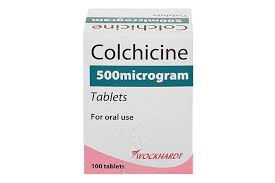 Colchicine
500microgram
Tablets
For oral use
WOCKHARDT
100 tablets